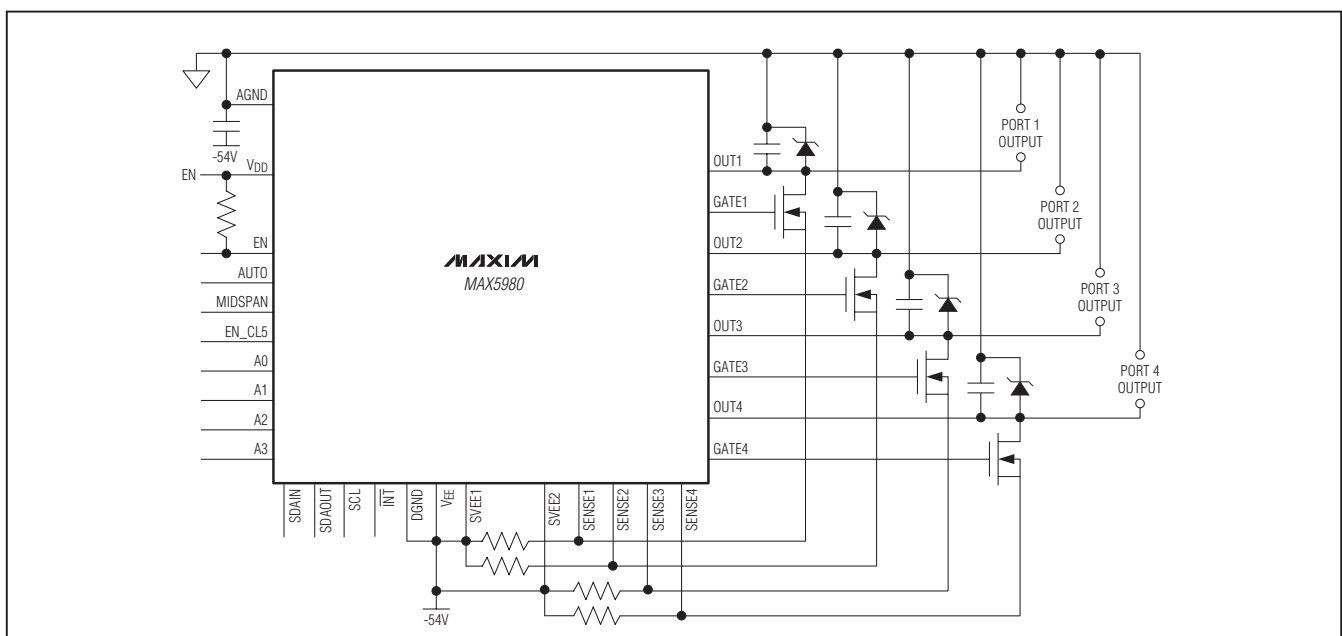 AGND
-54V
EN
VDD
EN
AUTO
MIDSPAN
EN_CL5
A0
A1
A2
A3
MAXIM
MAX5980
OUT1
GATE1
OUT2
GATE2
OUT3
GATE3
OUT4
GATE4
PORT 1
OUTPUT
PORT 2
OUTPUT
PORT 3
OUTPUT
PORT 4
OUTPUT
SDAIN
SDAOUT
SCL
INT
DGND
VEE
SVEE1
SVEE2
SENSE1
SENSE2
SENSE3
SENSE4
-54V